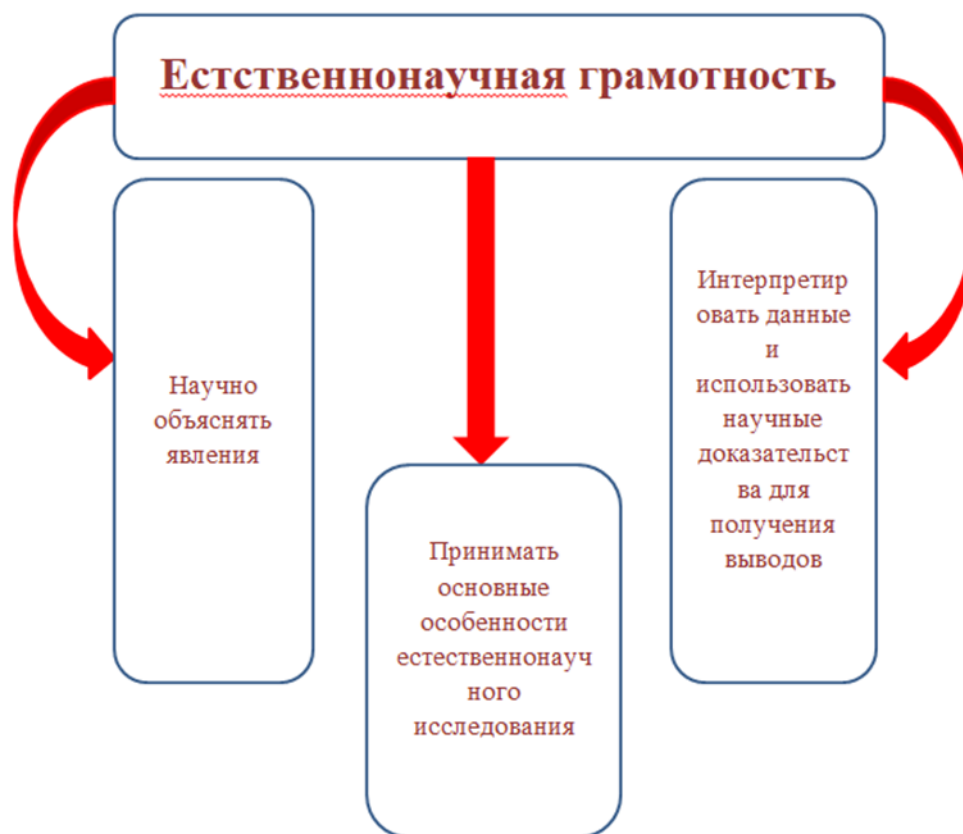 Естственнонаучная грамотность
Научно
объяснять
явления
Принимать
основные
особенности
естественнонауч
ного
исследования
Интерпретир
овать данные
и
использовать
научные
доказательст
ва для
получения
выводов